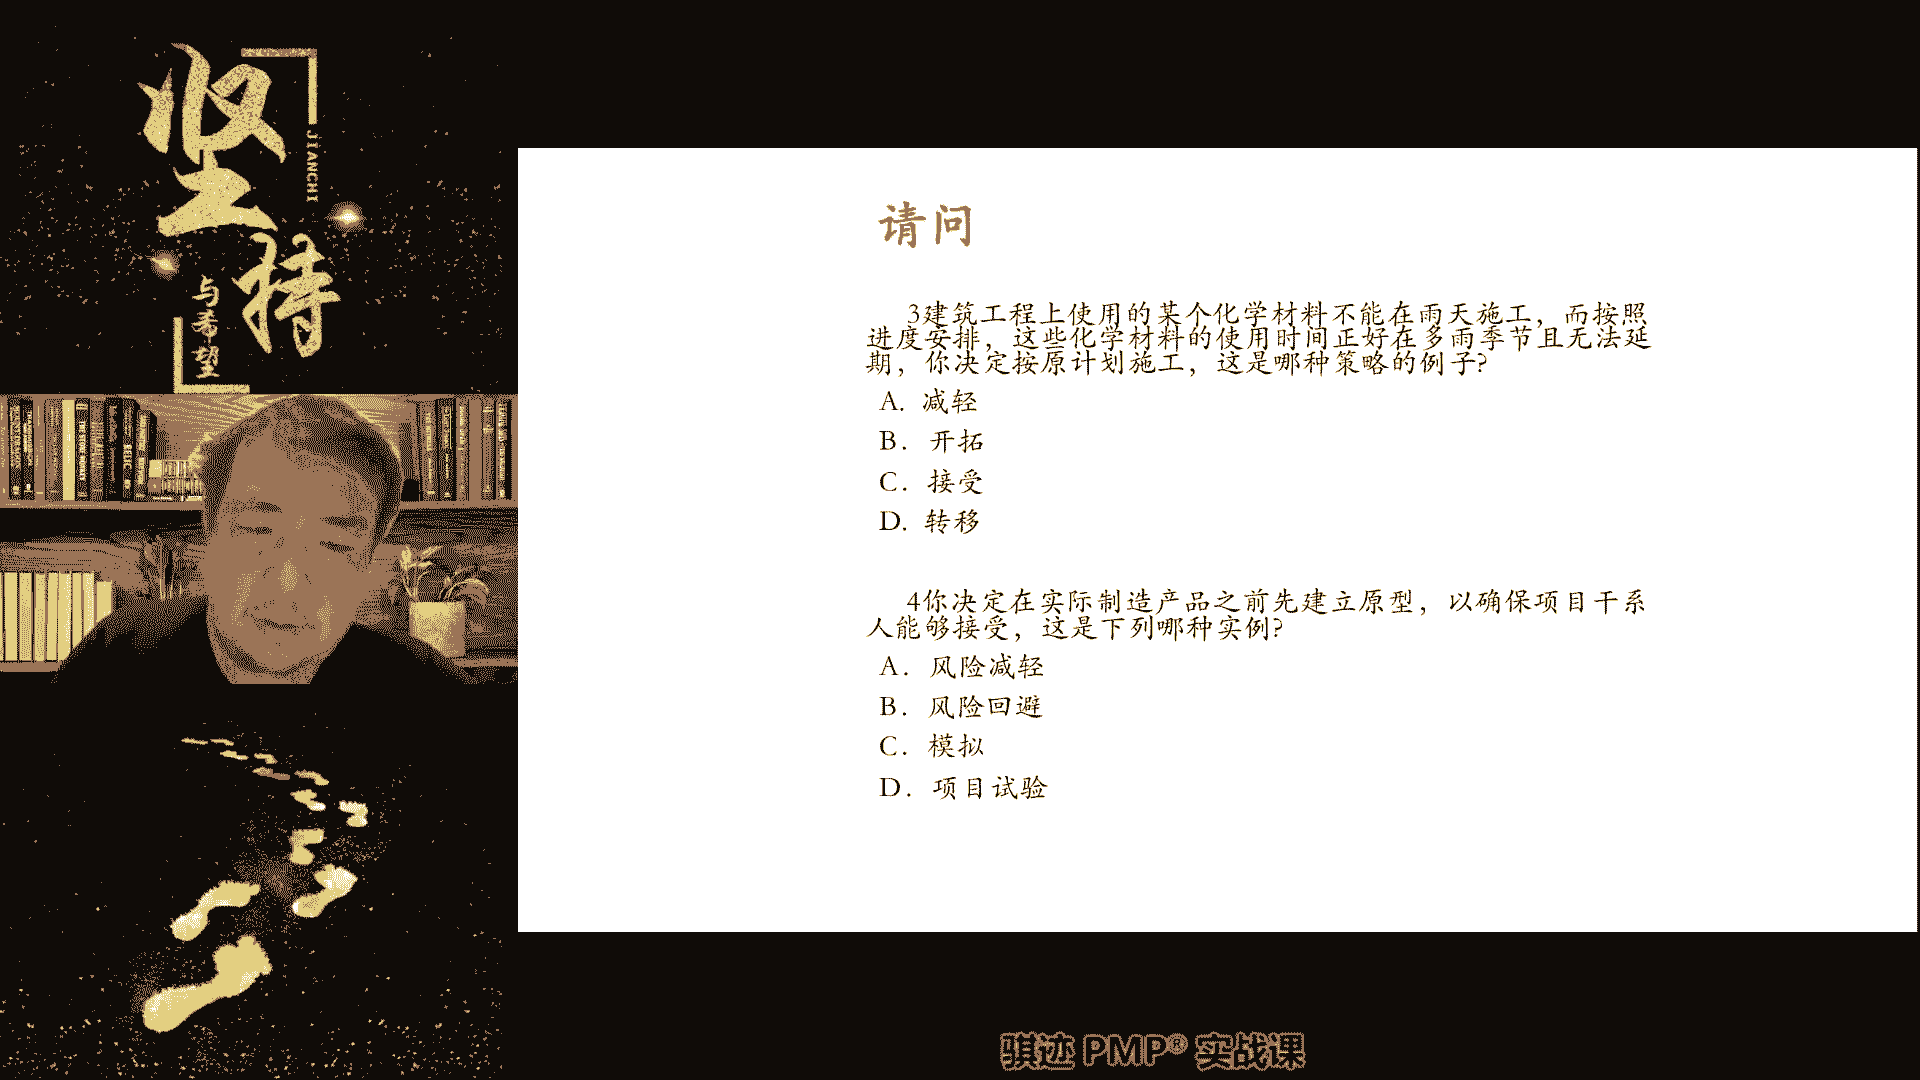 坚持
JIANCHI
与希望
请问
3建筑工程上使用的某个化学材料不能在雨天施工，而按照
进度安排，这些化学材料的使用时间正好在多雨季节且无法延
期，你决定按原计划施工，这是哪种策略的例子?
A. 减轻
B. 开拓
C. 接受
D. 转移
4你决定在实际制造产品之前先建立原型，以确保项目干系
人能够接受，这是下列哪种实例?
A. 风险减轻
B. 风险回避
C. 模拟
D. 项目试验
骐迹 PMP® 实战课